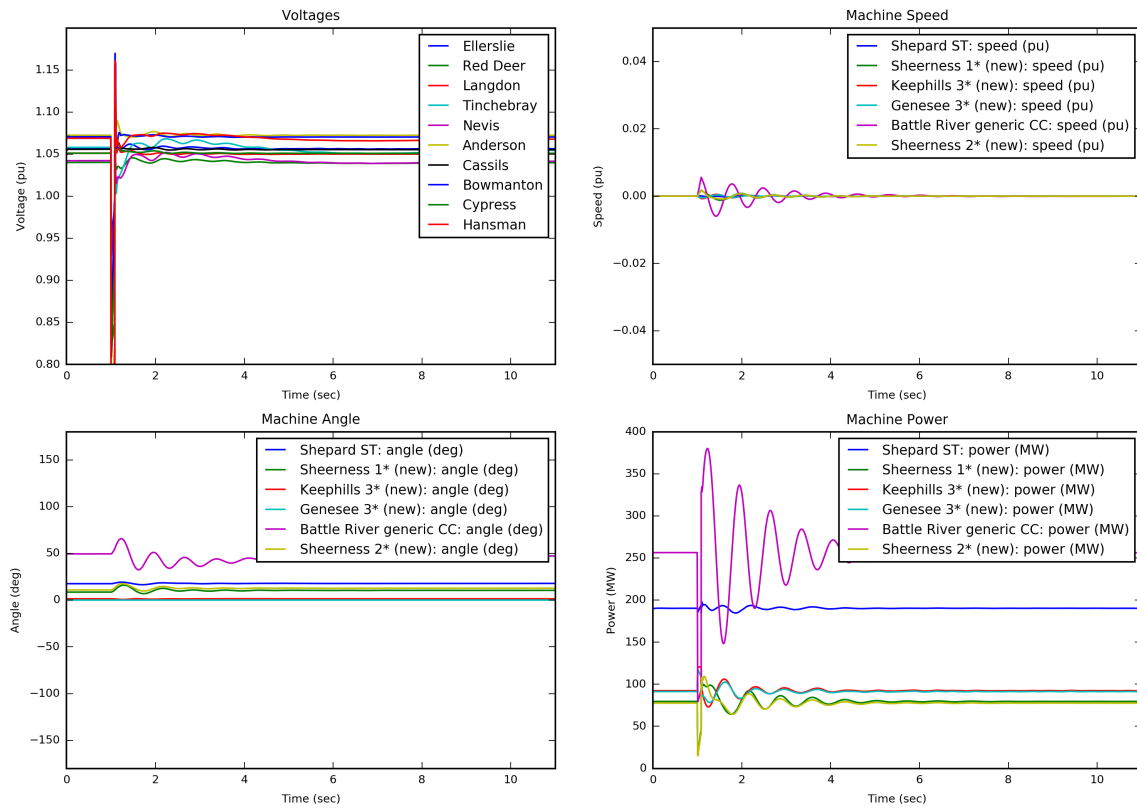 Voltages
1.15
1.10
1.05
1.00
0.95
0.90
0.85
0.80
Voltage (pu)
0
2
4
6
8
10
Time (sec)
Ellerslie
Red Deer
Langdon
Tinchebray
Nevis
Anderson
Cassils
Bowmanton
Cypress
Hansman
Machine Speed
0.04
0.02
0.00
−0.02
−0.04
Speed (pu)
0
2
4
6
8
10
Time (sec)
Shepard ST: speed (pu)
Sheerness 1* (new): speed (pu)
Keephills 3* (new): speed (pu)
Genesee 3* (new): speed (pu)
Battle River generic CC: speed (pu)
Sheerness 2* (new): speed (pu)
Machine Angle
150
100
50
0
−50
−100
−150
Angle (deg)
0
2
4
6
8
10
Time (sec)
Shepard ST: angle (deg)
Sheerness 1* (new): angle (deg)
Keephills 3* (new): angle (deg)
Genesee 3* (new): angle (deg)
Battle River generic CC: angle (deg)
Sheerness 2* (new): angle (deg)
Machine Power
400
350
300
250
200
150
100
50
0
Power (MW)
0
2
4
6
8
10
Time (sec)
Shepard ST: power (MW)
Sheerness 1* (new): power (MW)
Keephills 3* (new): power (MW)
Genesee 3* (new): power (MW)
Battle River generic CC: power (MW)
Sheerness 2* (new): power (MW)